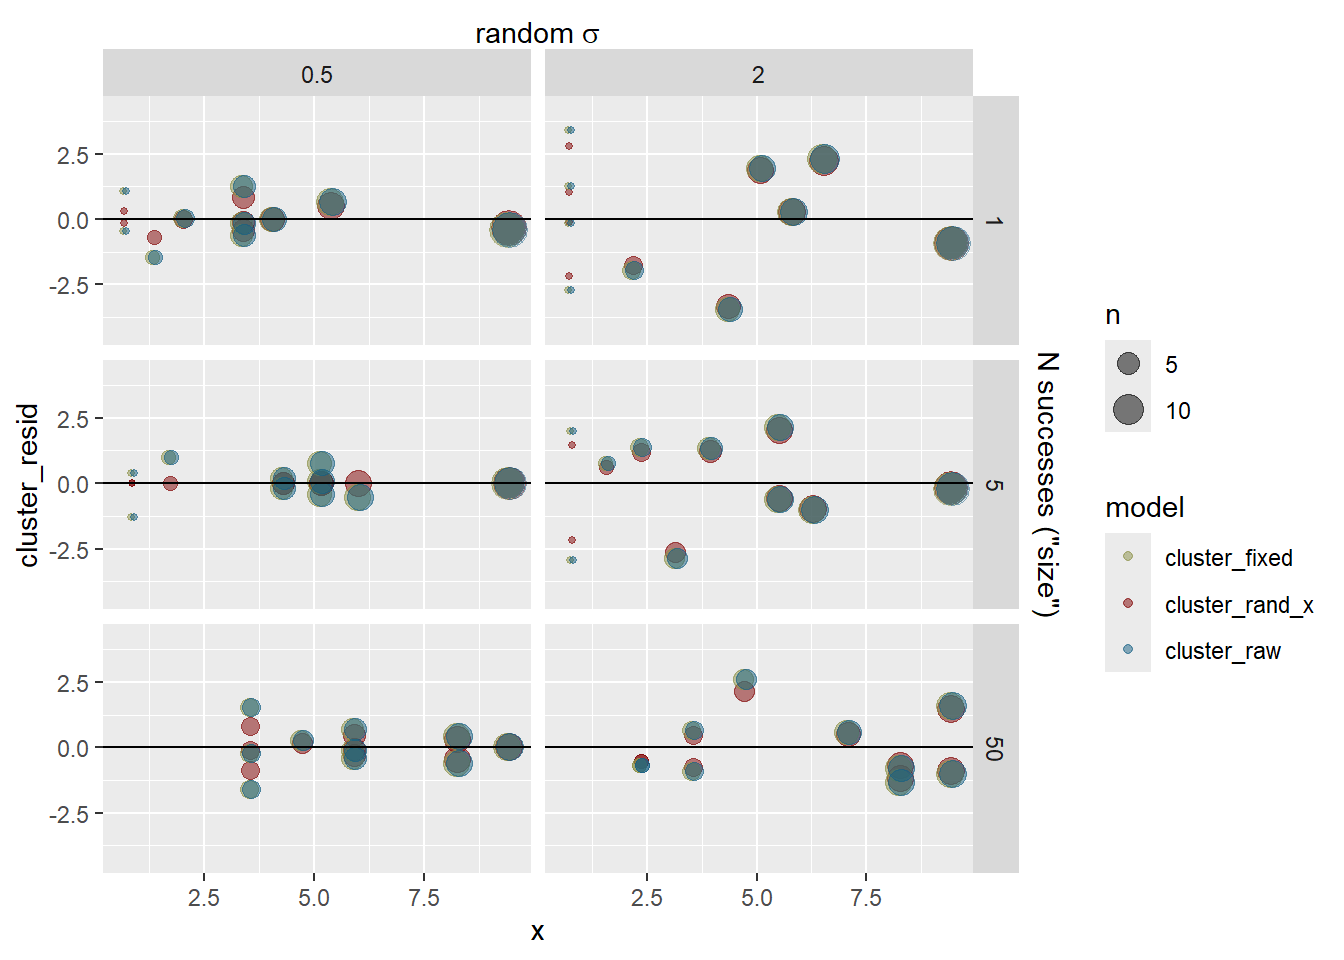 random σ
0.5
2
2.5
0.0
-2.5
1
2.5
0.0
-2.5
5
2.5
0.0
-2.5
50
2.5
5.0
7.5
2.5
5.0
7.5
x
cluster_resid
N successes ("size")
n
5
10
model
cluster_fixed
cluster_rand_x
cluster_raw